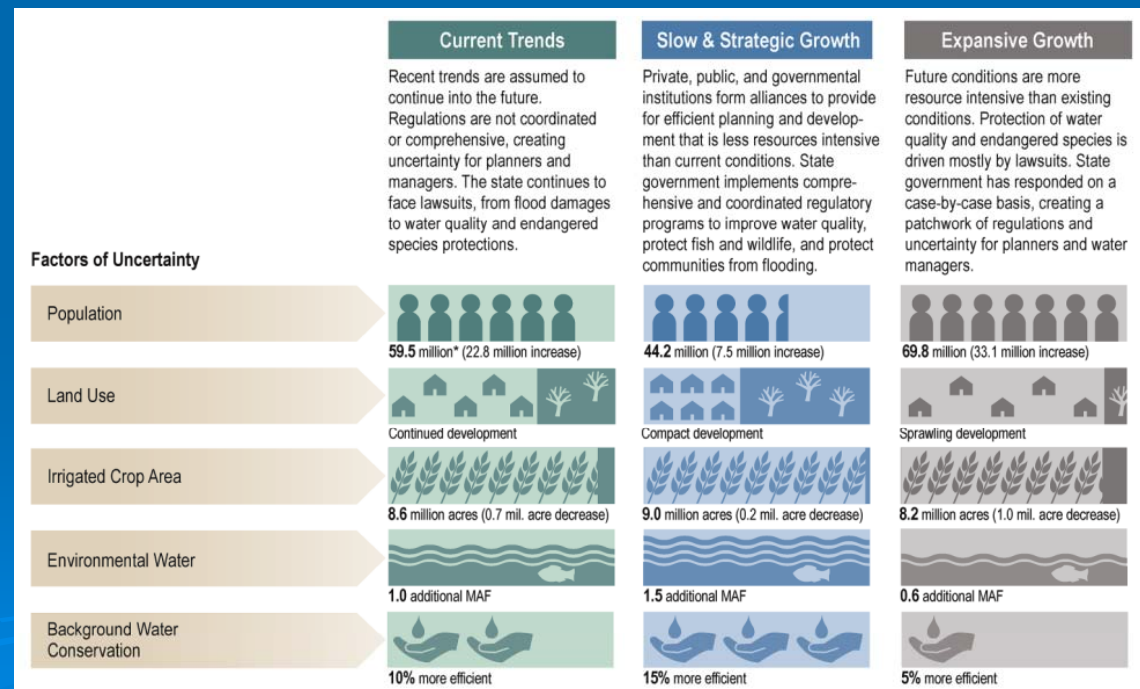 Current Trends
Recent trends are assumed to
continue into the future.
Regulations are not coordinated
or comprehensive, creating
uncertainty for planners and
managers. The state continues to
face lawsuits, from flood damages
to water quality and endangered
species protections.
Slow & Strategic Growth
Private, public, and governmental
institutions form alliances to provide
for efficient planning and develop-
ment that is less resources intensive
than current conditions. State
government implements compre-
hensive and coordinated regulatory
programs to improve water quality,
protect fish and wildlife, and protect
communities from flooding.
Expansive Growth
Future conditions are more
resource intensive than existing
conditions. Protection of water
quality and endangered species is
driven mostly by lawsuits. State
government has responded on a
case-by-case basis, creating a
patchwork of regulations and
uncertainty for planners and water
managers.
Factors of Uncertainty
Population
59.5 million* (22.8 million increase)
44.2 million (7.5 million increase)
69.8 million (33.1 million increase)
Land Use
Continued development
Compact development
Sprawling development
Irrigated Crop Area
8.6 million acres (0.7 mil. acre decrease)
9.0 million acres (0.2 mil. acre decrease)
8.2 million acres (1.0 mil. acre decrease)
Environmental Water
1.0 additional MAF
1.5 additional MAF
0.6 additional MAF
Background Water
Conservation
10% more efficient
15% more efficient
5% more efficient